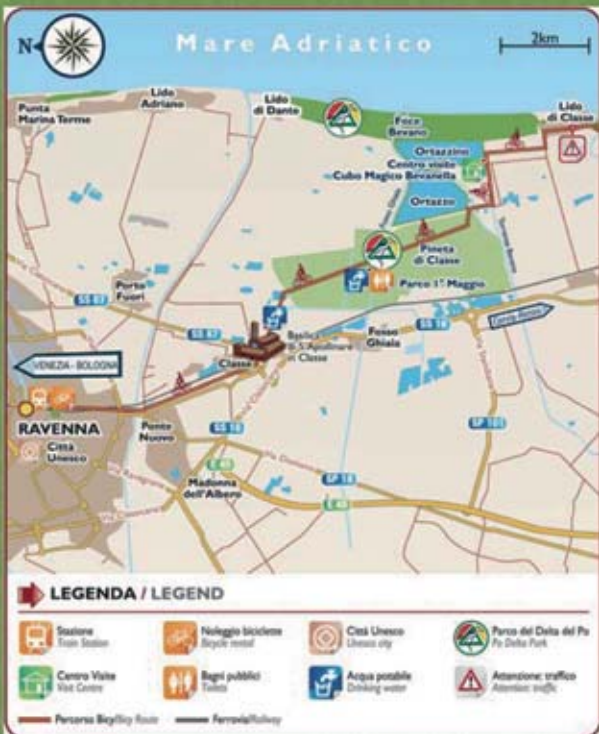 N
Mare Adriatico
2km
Punta
Marina Terme
Lido
Adriano
Lido
di Dante
Foce
Bevano
Lido
di Classe
Ortazzino
Centro visite
Cubo Magico Bevanella
Ortazzo
Pineta
di Classe
Parco 1° Maggio
Porto
Fuori
SS 67
SS 67
Basilica
di S.Apollinare
in Classe
Classe
Fosso
Ghiaia
SS 16
VENEZIA - BOLOGNA
RAVENNA
Città
Unesco
Ponte
Nuovo
SS 16
Madonna
dell'Albero
E 45
SP 18
E 45
LEGENDA / LEGEND
Stazione
Train Station
Noleggio biciclette
Bicycle rental
Città Unesco
Unesco city
Parco del Delta del Po
Po Delta Park
Centro Visite
Visit Centre
Bagni pubblici
Toilets
Acqua potabile
Drinking water
Attenzione: traffico
Attention: traffic
Percorso Bicy/Bicy Route
Ferrovia/Railway